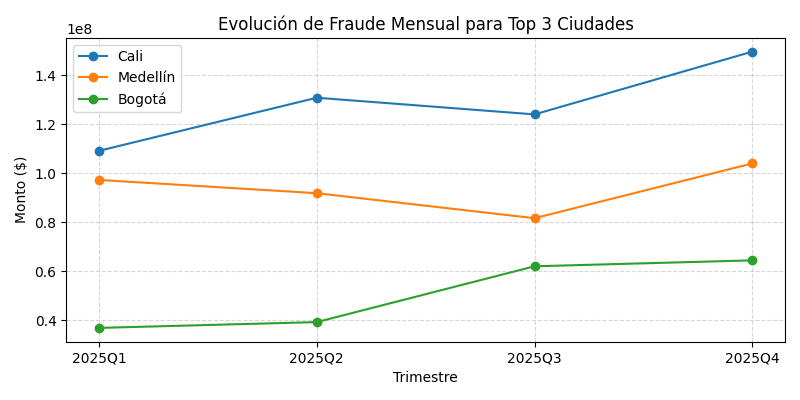 Evolución de Fraude Mensual para Top 3 Ciudades
1e8
Cali
Medellín
Bogotá
1.4
1.2
1.0
0.8
0.6
0.4
Monto ($)
2025Q1 2025Q2 2025Q3 2025Q4
Trimestre